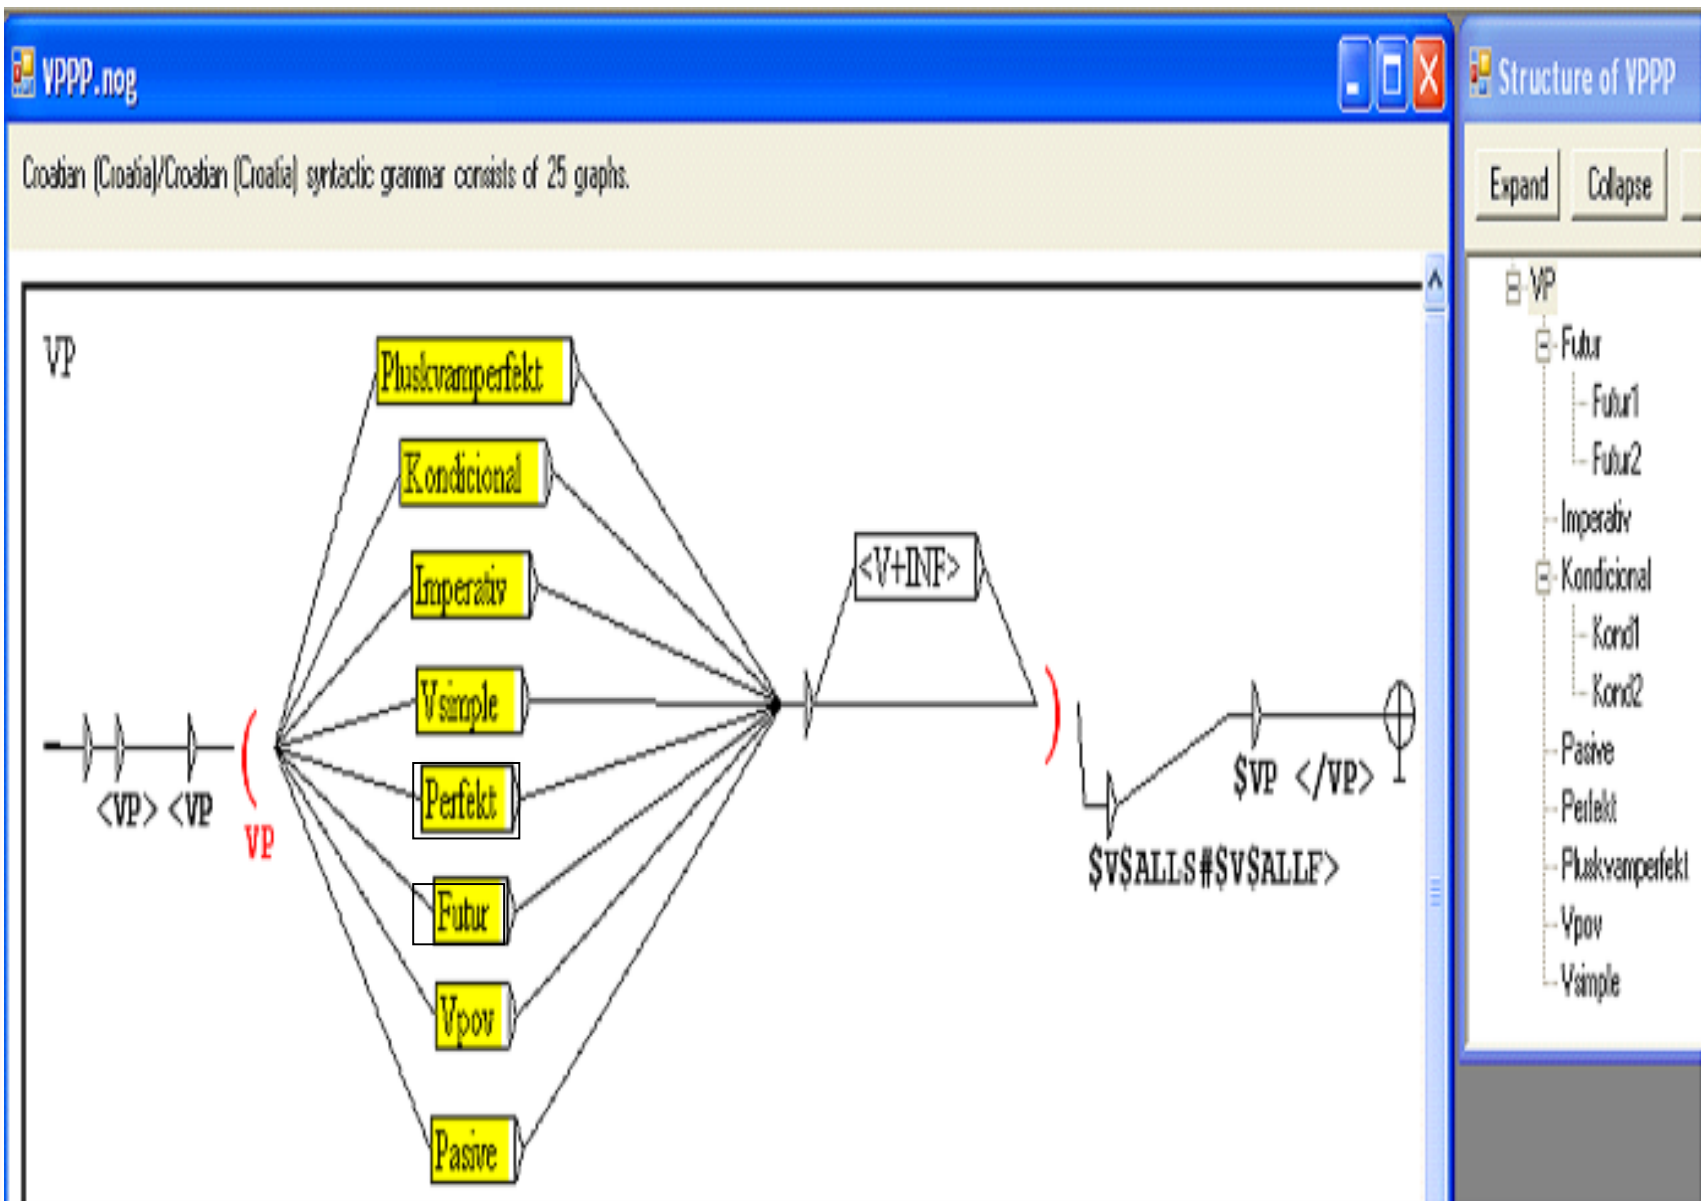 VPPP.nog
Croatian (Croatia)/Croatian (Croatia) syntactic grammar consists of 25 graphs.
VP
Pluskvamperfekt
Kondicional
Imperativ
Vsimple
Perfekt
Futur
Vpov
Pasive
<VP> <VP
VP
<V+INF>
$V$ALLS#$V$ALLF>
$VP </VP>
Structure of VPPP
Expand Collapse
VP
Futur
Futur1
Futur2
Imperativ
Kondicional
Kond1
Kond2
Pasive
Perfekt
Pluskvamperfekt
Vpov
Vsimple